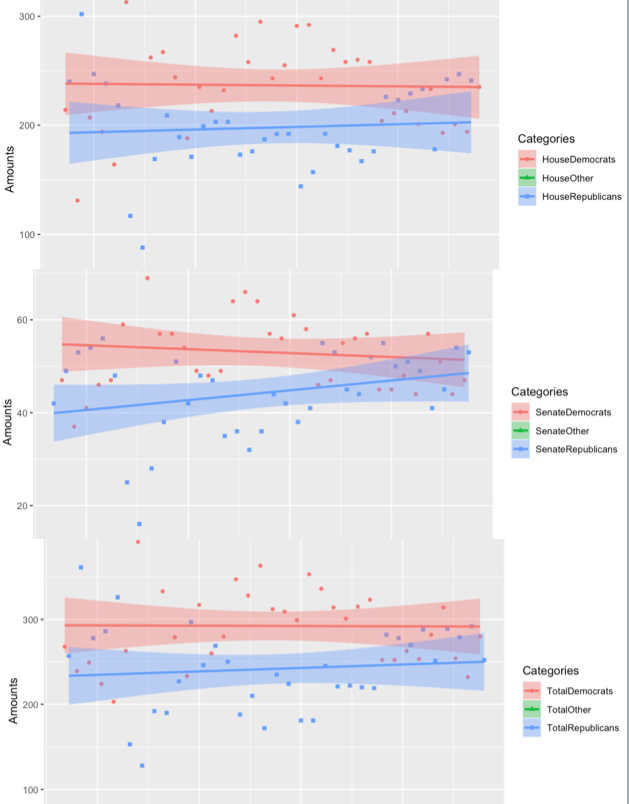 300
200
100
Amounts
Categories
HouseDemocrats
HouseOther
HouseRepublicans
60
40
20
Amounts
Categories
SenateDemocrats
SenateOther
SenateRepublicans
300
200
100
Amounts
Categories
TotalDemocrats
TotalOther
TotalRepublicans